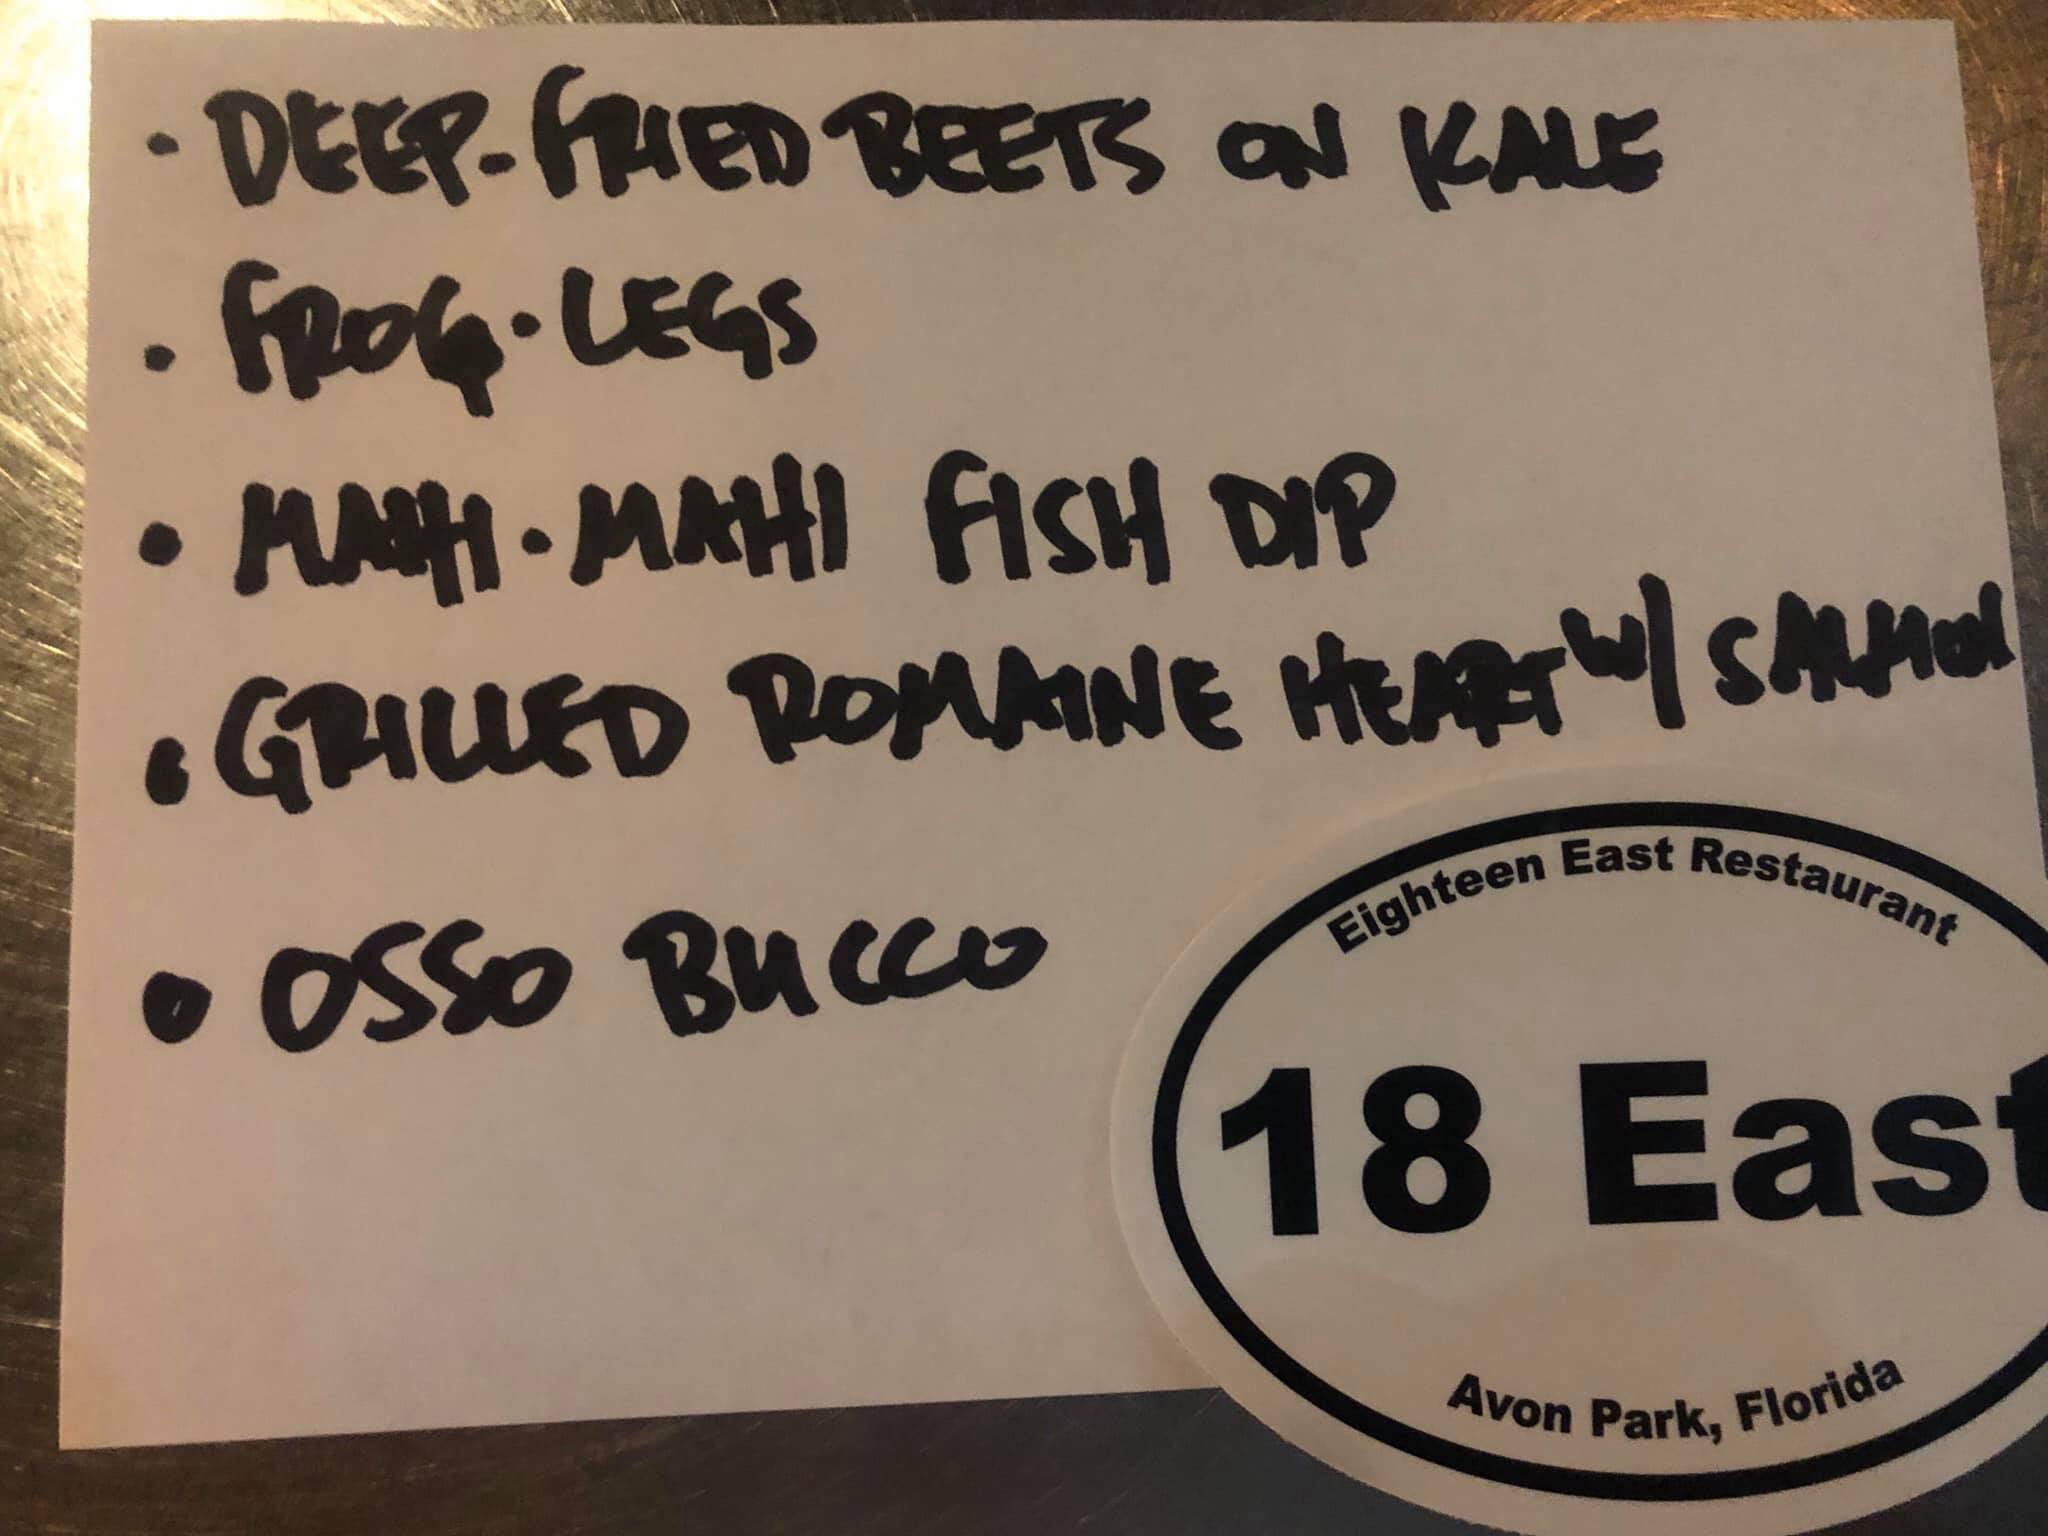 • DEEP-FRIED BEETS ON KALE
• FROG-LEGS
• MAHI-MAHI FISH DIP
• GRILLED ROMAINE HEART W/ SALMON
• OSSO BUCCO
Eighteen East Restaurant
18 East
Avon Park, Florida